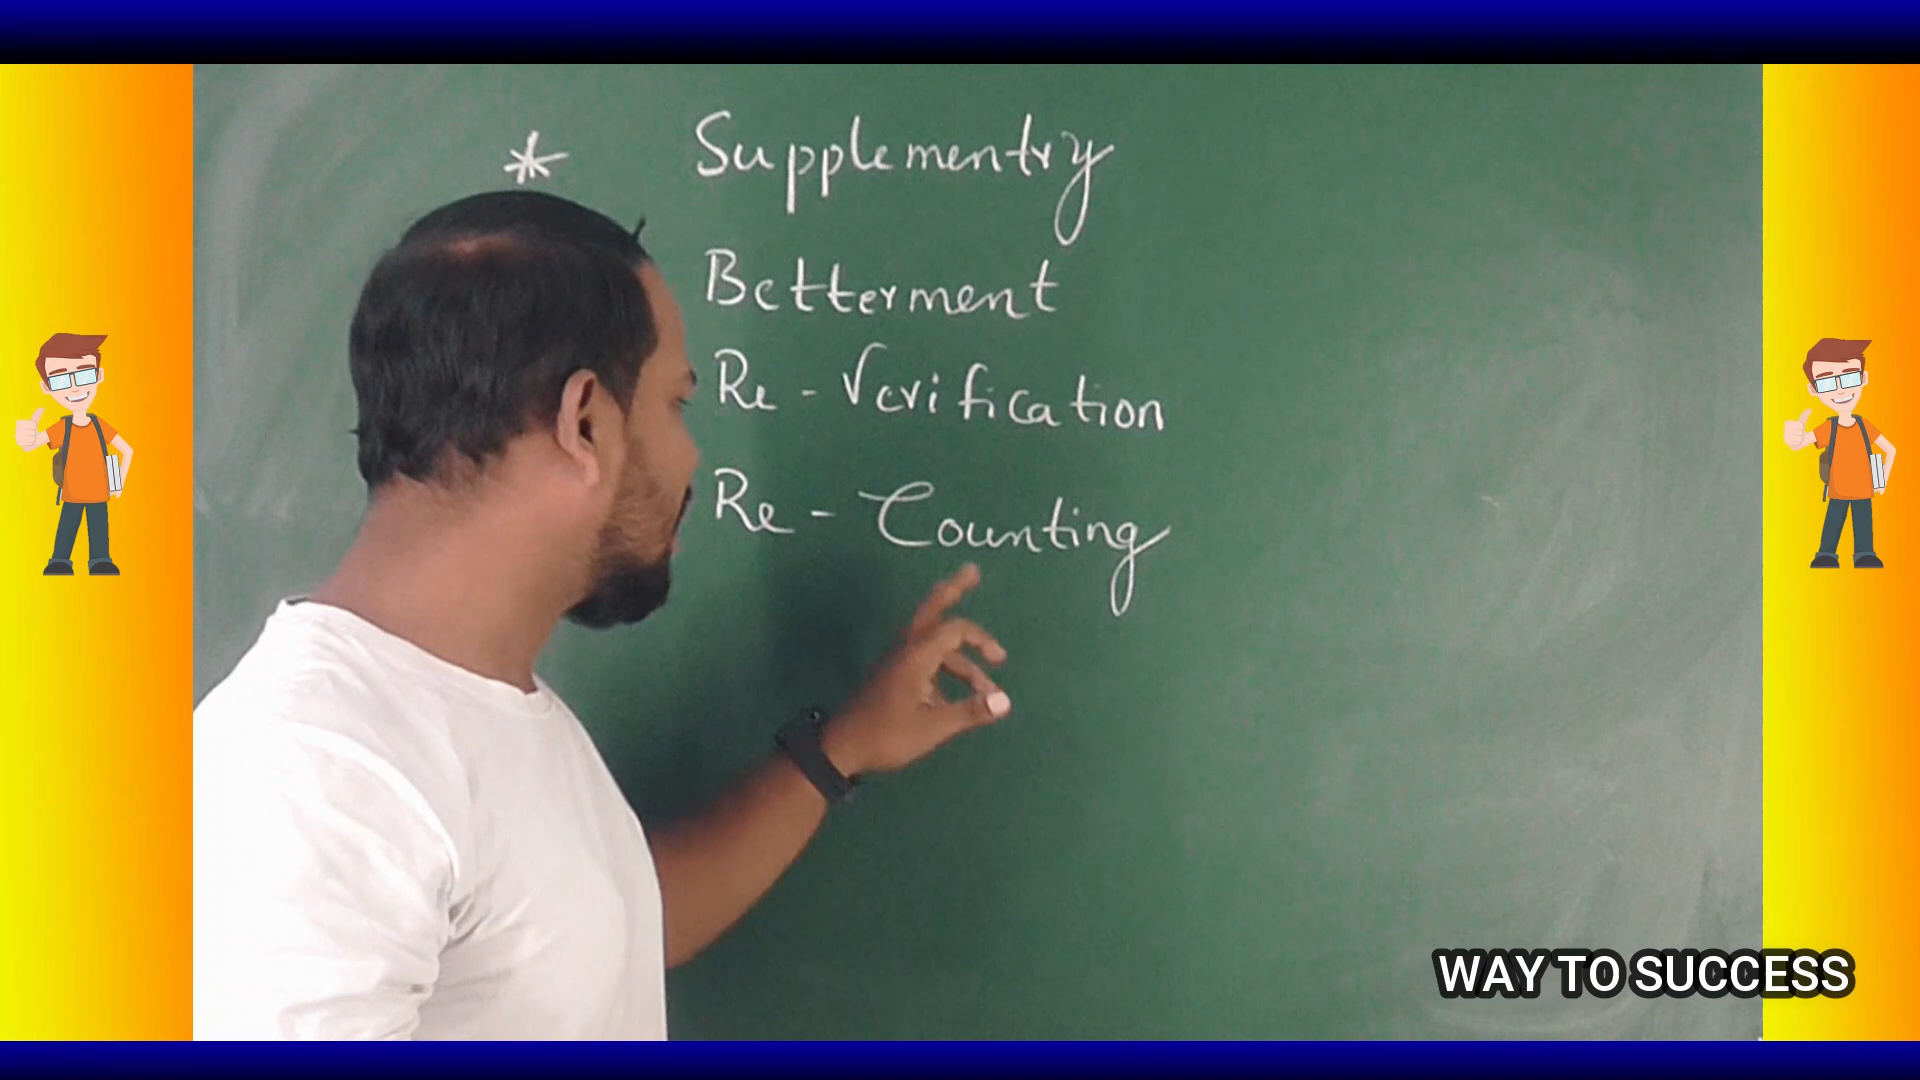 * Supplementry
Betterment
Re - Verification
Re - Counting
WAY TO SUCCESS